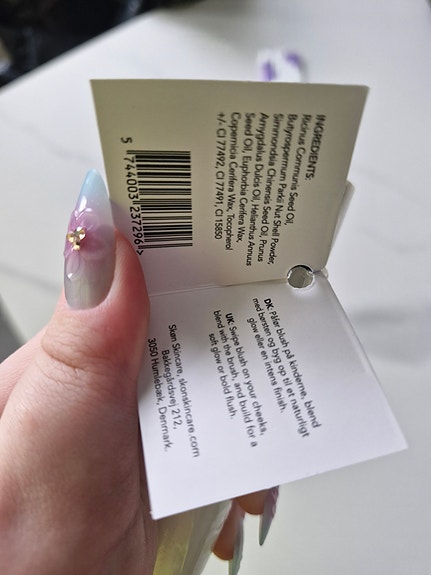 INGREDIENTS:
Ricinus Communis Seed Oil,
Butyrospermum Parkii Nut Shell Powder,
Simmondsia Chinensis Seed Oil, Prunus
Amygdalus Dulcis Oil, Helianthus Annuus
Seed Oil, Euphorbia Cerifera Wax,
Copernicia Cerifera Wax, Tocopherol
+/- CI 77492, CI 77491, CI 15850
5 744003 237296 >
DK: Påfør blush på kinderne, blend
med børsten og byg op til et naturligt
glow eller en intens finish.
UK: Swipe blush on your cheeks,
blend with the brush, and build for a
soft glow or bold flush.
Skøn Skincare, skonskincare.com
Bakkegårdsvej 212,
3050 Humlebæk, Denmark.